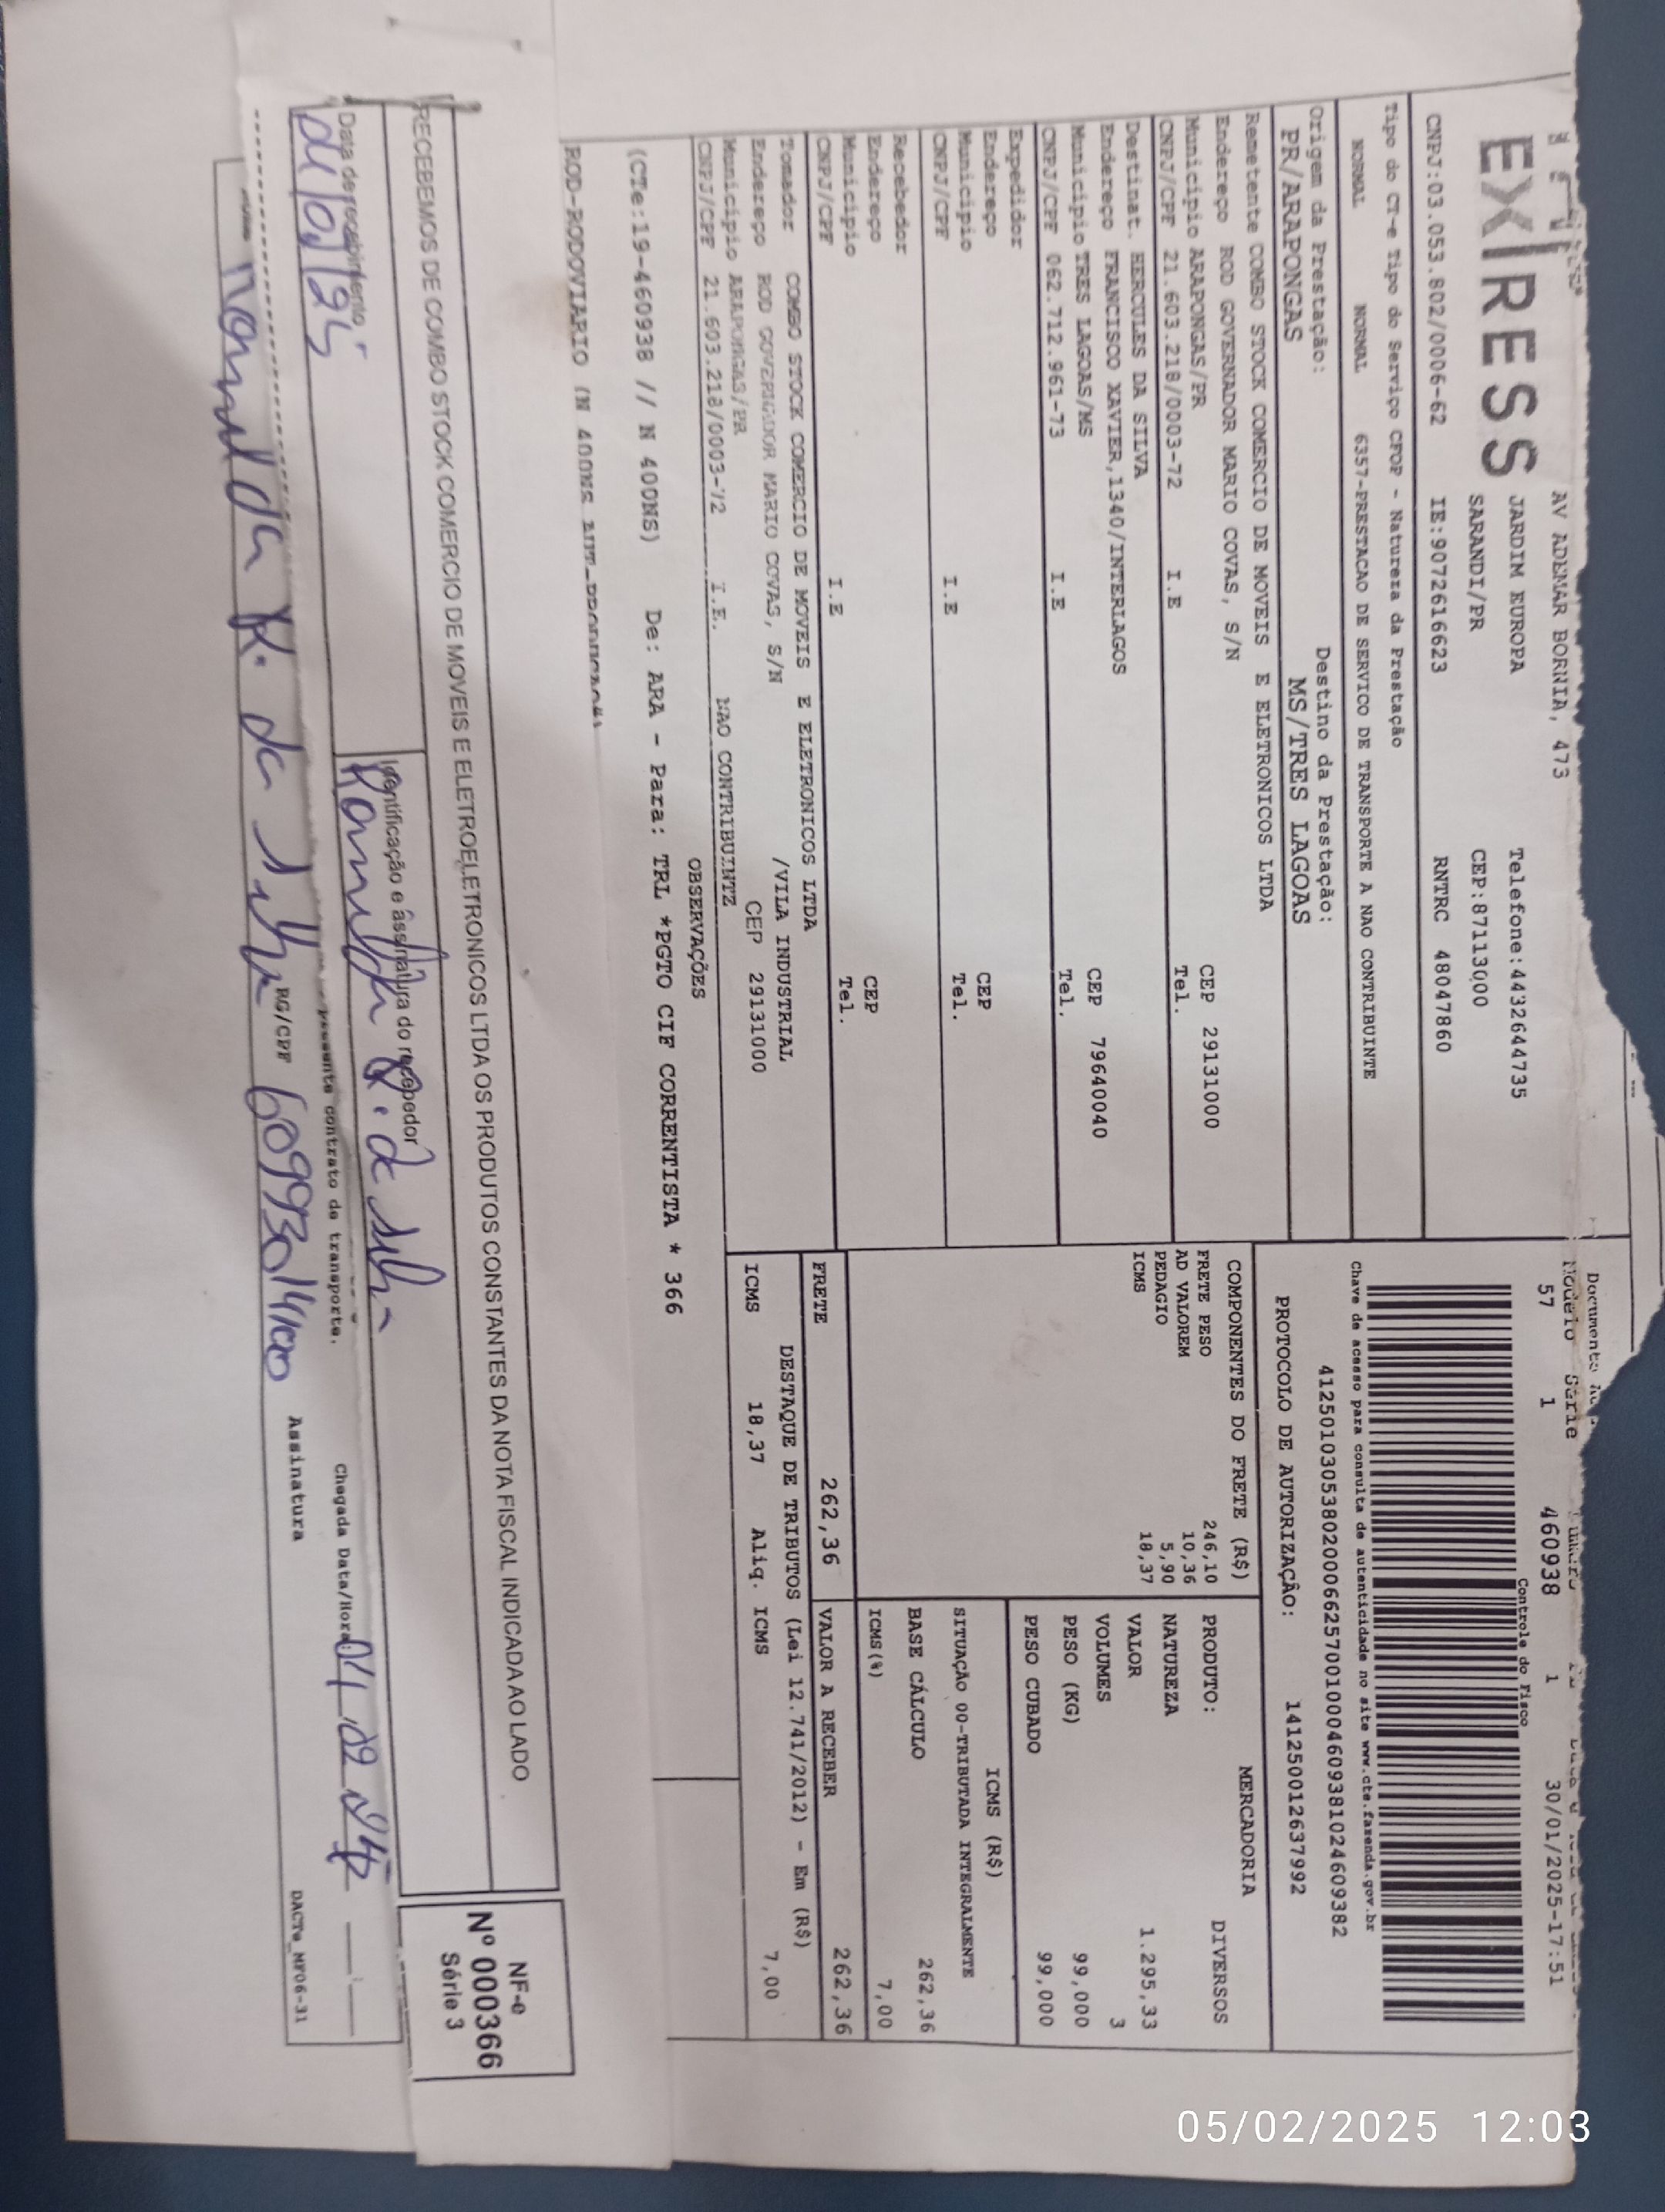 EXPRESS
AV ADEMAR BORNIA, 473
JARDIM EUROPA Telefone:4432644735
SARANDI/PR CEP:87113000
CNPJ:03.053.802/0006-62 IE:9072616623 RNTRC 48047860
Tipo do CT-e Tipo do Serviço CFOP - Natureza da Prestação
NORMAL NORMAL 6357-PRESTACAO DE SERVICO DE TRANSPORTE A NAO CONTRIBUINTE
Origem da Prestação: Destino da Prestação:
PR/ARAPONGAS MS/TRES LAGOAS
Remetente COMBO STOCK COMERCIO DE MOVEIS E ELETRONICOS LTDA
Endereço ROD GOVERNADOR MARIO COVAS, S/N CEP 29131000
Município ARAPONGAS/PR Tel.
CNPJ/CPF 21.603.218/0003-72 I.E
Destinat. HERCULES DA SILVA
Endereço FRANCISCO XAVIER,1340/INTERLAGOS CEP 79640040
Município TRES LAGOAS/MS Tel.
CNPJ/CPF 062.712.961-73 I.E
Expedidor
Endereço CEP
Município Tel.
CNPJ/CPF I.E
Recebedor
Endereço CEP
Município Tel.
CNPJ/CPF I.E
Tomador COMBO STOCK COMERCIO DE MOVEIS E ELETRONICOS LTDA
Endereço ROD GOVERNADOR MARIO COVAS, S/N /VILA INDUSTRIAL
Município ARAPONGAS/PR CEP 29131000
CNPJ/CPF 21.603.218/0003-72 I.E. NAO CONTRIBUINTE
Documento
Modelo Série
57 1 460938 1 30/01/2025-17:51
Controle do Fisco
Chave de acesso para consulta de autenticidade no site www.cte.fazenda.gov.br
41250103053802000662570010004609381024609382
PROTOCOLO DE AUTORIZAÇÃO: 141250012637992
COMPONENTES DO FRETE (R$)
FRETE PESO 246,10
AD VALOREM 10,36
PEDAGIO 5,90
ICMS 18,37
MERCADORIA
PRODUTO: DIVERSOS
NATUREZA
VALOR 1.295,33
VOLUMES 3
PESO (KG) 99,000
PESO CUBADO 99,000
ICMS (R$)
SITUAÇÃO 00-TRIBUTADA INTEGRALMENTE
BASE CÁLCULO 262,36
ICMS(%) 7,00
FRETE 262,36 VALOR A RECEBER 262,36
DESTAQUE DE TRIBUTOS (Lei 12.741/2012) - Em (R$)
ICMS 18,37 Aliq. ICMS 7,00
OBSERVAÇÕES
(CTe:19-460938 // N 400NS) De: ARA - Para: TRL *PGTO CIF CORRENTISTA * 366
ROD-RODOVIARIO (N 400NS
RECEBEMOS DE COMBO STOCK COMERCIO DE MOVEIS E ELETROELETRONICOS LTDA OS PRODUTOS CONSTANTES DA NOTA FISCAL INDICADA AO LADO
NF-e
Nº 000366
Série 3
Data de recebimento
Identificação e assinatura do recebedor
presente contrato de transporte.
Chegada Data/Hora
RG/CPF
Assinatura
DACTe_MF06-31
05/02/2025 12:03